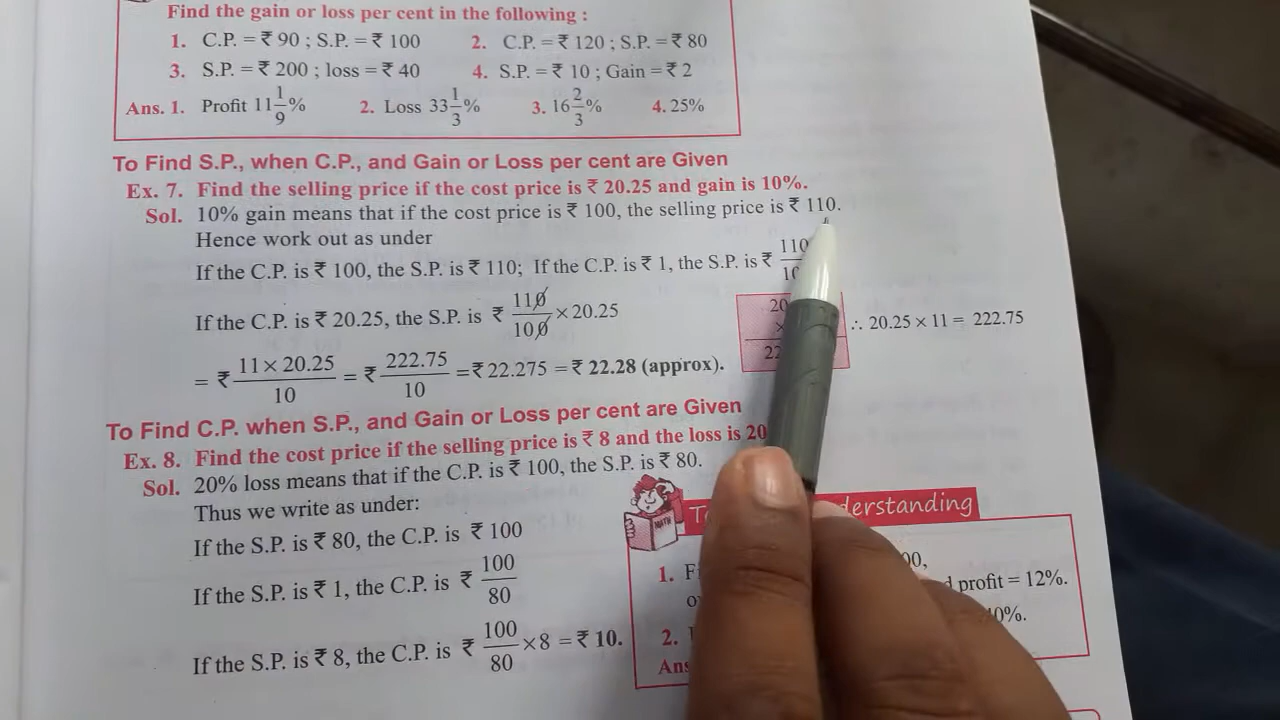 Find the gain or loss per cent in the following :
1. C.P. = ₹ 90 ; S.P. = ₹ 100 2. C.P. = ₹ 120 ; S.P. = ₹ 80
3. S.P. = ₹ 200 ; loss = ₹ 40 4. S.P. = ₹ 10 ; Gain = ₹ 2
Ans. 1. Profit 11 1/9 % 2. Loss 33 1/3 % 3. 16 2/3 % 4. 25%
To Find S.P., when C.P., and Gain or Loss per cent are Given
Ex. 7. Find the selling price if the cost price is ₹ 20.25 and gain is 10%.
Sol. 10% gain means that if the cost price is ₹ 100, the selling price is ₹ 110.
Hence work out as under
If the C.P. is ₹ 100, the S.P. is ₹ 110; If the C.P. is ₹ 1, the S.P. is ₹ 110
If the C.P. is ₹ 20.25, the S.P. is ₹ 110/100 × 20.25
∴ 20.25 × 11 = 222.75
= ₹ 11 × 20.25/10 = ₹ 222.75/10 = ₹ 22.275 = ₹ 22.28 (approx).
To Find C.P. when S.P., and Gain or Loss per cent are Given
Ex. 8. Find the cost price if the selling price is ₹ 8 and the loss is 20
Sol. 20% loss means that if the C.P. is ₹ 100, the S.P. is ₹ 80.
Thus we write as under:
If the S.P. is ₹ 80, the C.P. is ₹ 100
If the S.P. is ₹ 1, the C.P. is ₹ 100/80
If the S.P. is ₹ 8, the C.P. is ₹ 100/80 × 8 = ₹ 10.
MATH
1.
profit = 12%.
2.
Ans